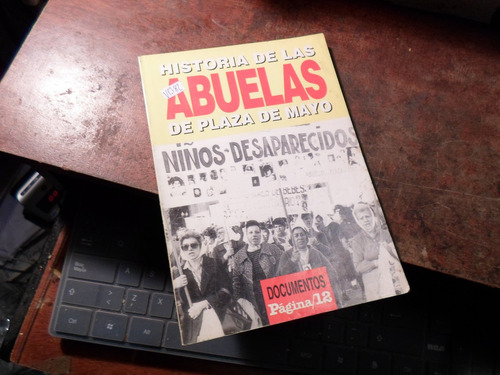 HISTORIA DE LAS
ABUELAS
DE PLAZA DE MAYO
NIÑOS-DESAPARECIDOS
DOCUMENTOS
Página/12